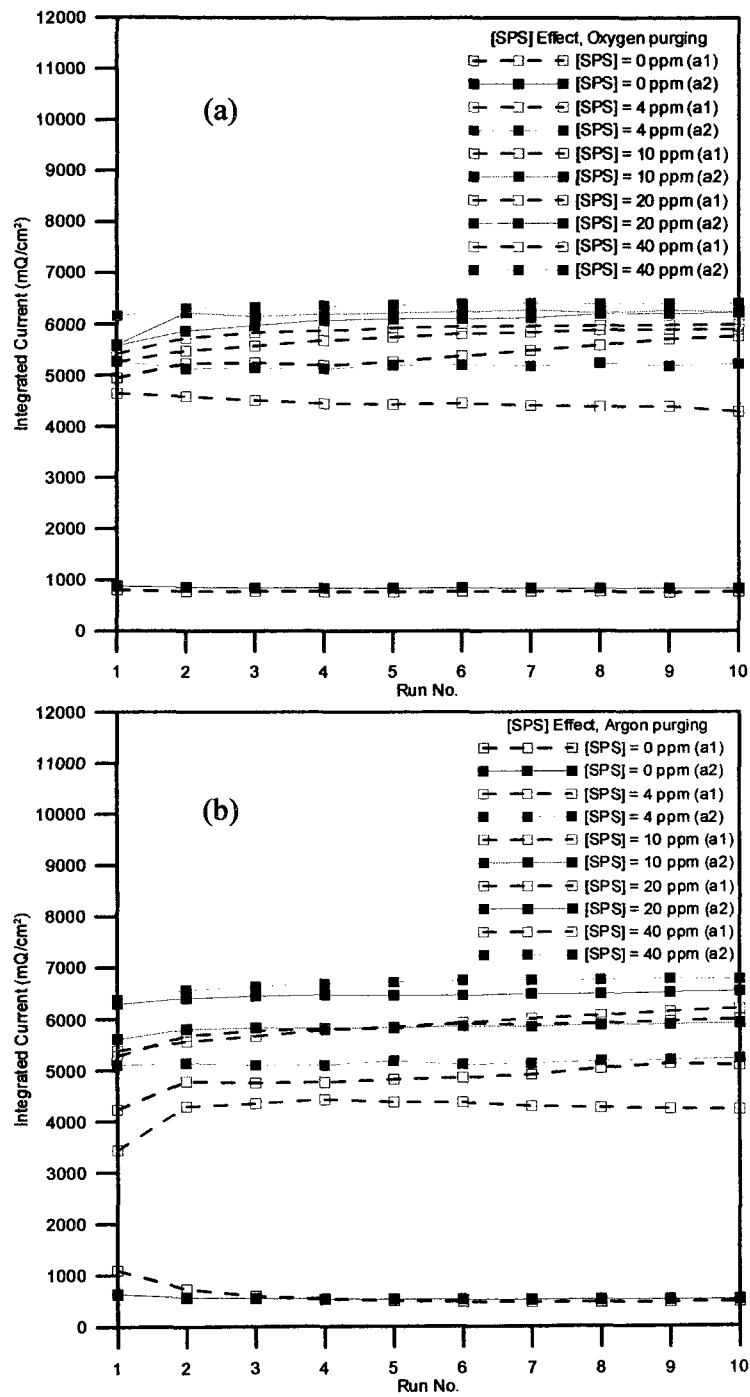 12000
11000
10000
9000
8000
7000
6000
5000
4000
3000
2000
1000
0
Integrated Current (mQ/cm²)
(a)
[SPS] Effect, Oxygen purging
[SPS] = 0 ppm (a1)
[SPS] = 0 ppm (a2)
[SPS] = 4 ppm (a1)
[SPS] = 4 ppm (a2)
[SPS] = 10 ppm (a1)
[SPS] = 10 ppm (a2)
[SPS] = 20 ppm (a1)
[SPS] = 20 ppm (a2)
[SPS] = 40 ppm (a1)
[SPS] = 40 ppm (a2)
1 2 3 4 5 6 7 8 9 10
Run No.
12000
11000
10000
9000
8000
7000
6000
5000
4000
3000
2000
1000
0
Integrated Current (mQ/cm²)
(b)
[SPS] Effect, Argon purging
[SPS] = 0 ppm (a1)
[SPS] = 0 ppm (a2)
[SPS] = 4 ppm (a1)
[SPS] = 4 ppm (a2)
[SPS] = 10 ppm (a1)
[SPS] = 10 ppm (a2)
[SPS] = 20 ppm (a1)
[SPS] = 20 ppm (a2)
[SPS] = 40 ppm (a1)
[SPS] = 40 ppm (a2)
1 2 3 4 5 6 7 8 9 10
Run No.